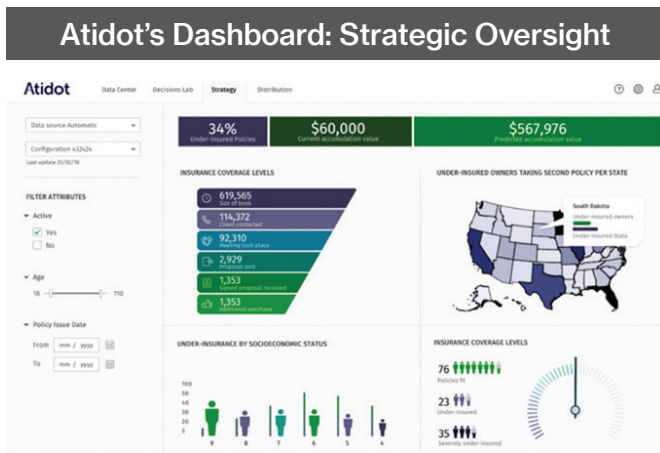 Atidot's Dashboard: Strategic Oversight
Atidot
Data Center
Decisions Lab
Strategy
Distribution
Data source Automatic
Configuration 432424
Last update 25/02/18
FILTER ATTRIBUTES
Active
Yes
No
Age
18
110
Policy Issue Date
From
mm / yyyy
To
mm / yyyy
34%
Under-insured Policies
$60,000
Current accumulation value
$567,976
Predicted accumulation value
INSURANCE COVERAGE LEVELS
619,565
Size of book
114,372
Client contacted
92,310
Meeting took place
2,929
Proposal sent
1,353
Signed proposal received
1,353
Additional purchase
UNDER-INSURED OWNERS TAKING SECOND POLICY PER STATE
South Dakota
Under-insured owners
Under-insured State
UNDER-INSURANCE BY SOCIOECONOMIC STATUS
100
50
40
30
20
5
9
8
7
6
5
4
INSURANCE COVERAGE LEVELS
76
Policies fit
23
Under-insured
35
Severely under-insured